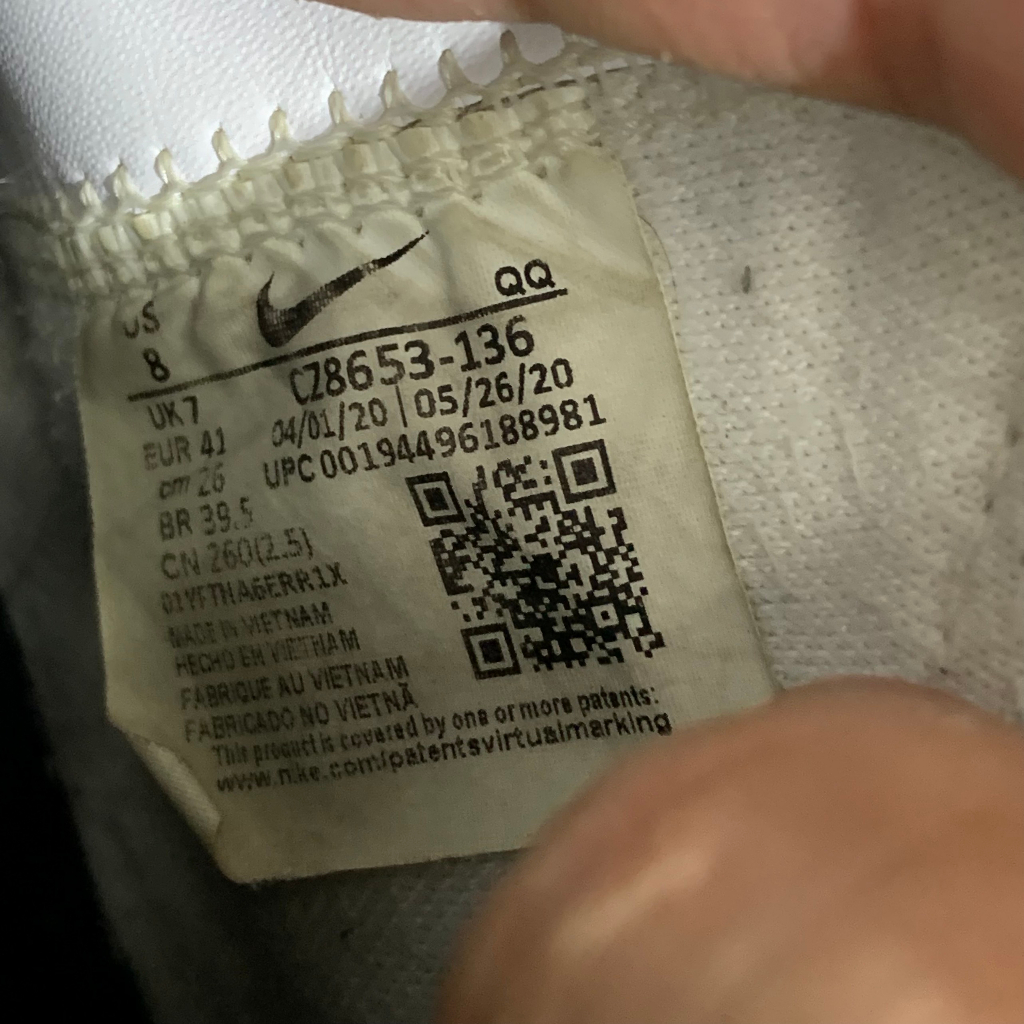 US
8
QQ
CZ8653-136
UK 7
04/01/20 | 05/26/20
EUR 41
UPC 00194496188981
cm 26
BR 39.5
CN 260(2.5)
01YFTHA6ERR1X
MADE IN VIETNAM
HECHO EN VIETNAM
FABRIQUE AU VIETNAM
FABRICADO NO VIETNÃ
This product is covered by one or more patents:
www.nike.com/patentsvirtualmarking